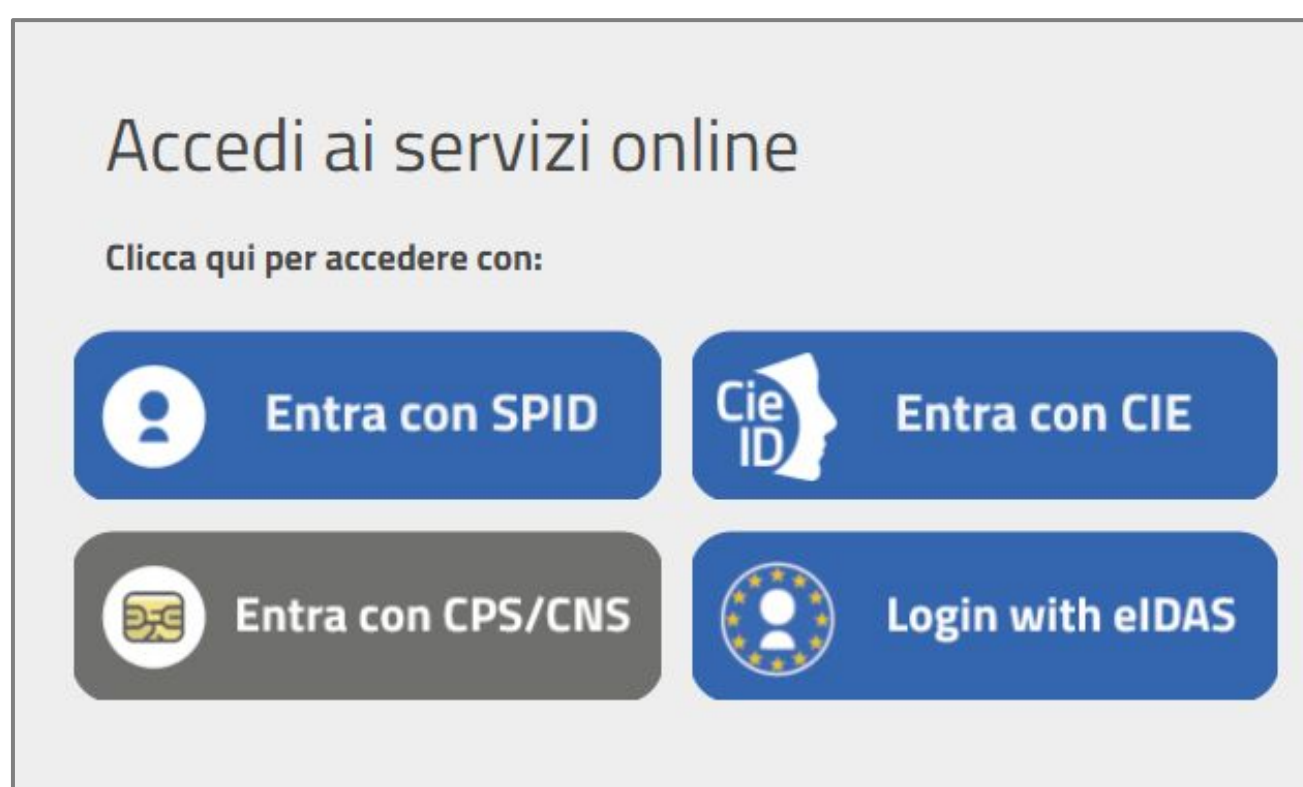 Accedi ai servizi online
Clicca qui per accedere con:
Entra con SPID
Cie
ID
Entra con CIE
Entra con CPS/CNS
Login with eIDAS